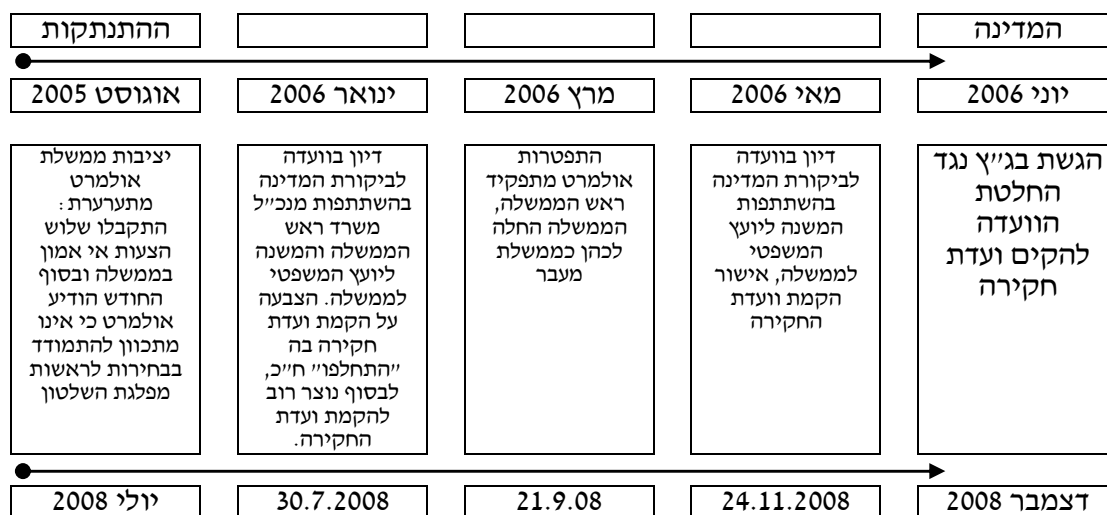 ההתנתקות
המדינה
אוגוסט 2005
ינואר 2006
מרץ 2006
מאי 2006
יוני 2006
יציבות ממשלת
אולמרט
מתערערת:
התקבלו שלוש
הצעות אי אמון
בממשלה ובסוף
החודש הודיע
אולמרט כי אינו
מתכוון להתמודד
בבחירות לראשות
מפלגת השלטון
דיון בוועדה
לביקורת המדינה
בהשתתפות מנכ״ל
משרד ראש
הממשלה והמשנה
ליועץ המשפטי
לממשלה. הצבעה
על הקמת ועדת
חקירה בה
״התחלפו״ ח״כ,
לבסוף נוצר רוב
להקמת ועדת
החקירה.
התפטרות
אולמרט מתפקיד
ראש הממשלה,
הממשלה החלה
לכהן כממשלת
מעבר
דיון בוועדה
לביקורת המדינה
בהשתתפות
המשנה ליועץ
המשפטי
לממשלה, אישור
הקמת וועדת
החקירה
הגשת בג״ץ נגד
החלטת
הוועדה
להקים ועדת
חקירה
יולי 2008
30.7.2008
21.9.08
24.11.2008
דצמבר 2008